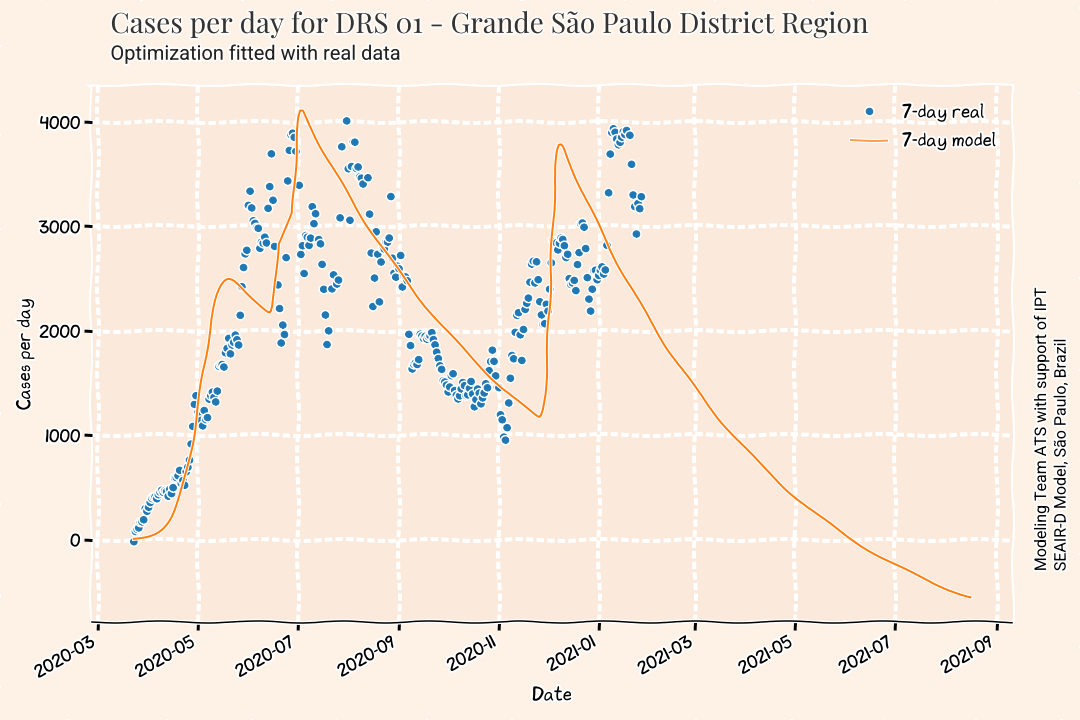 Cases per day for DRS 01 - Grande São Paulo District Region
Optimization fitted with real data
7-day real
7-day model
4000
3000
2000
1000
0
Cases per day
2020-03
2020-05
2020-07
2020-09
2020-11
2021-01
2021-03
2021-05
2021-07
2021-09
Date
Modeling Team ATS with support of IPT
SEAIR-D Model, São Paulo, Brazil